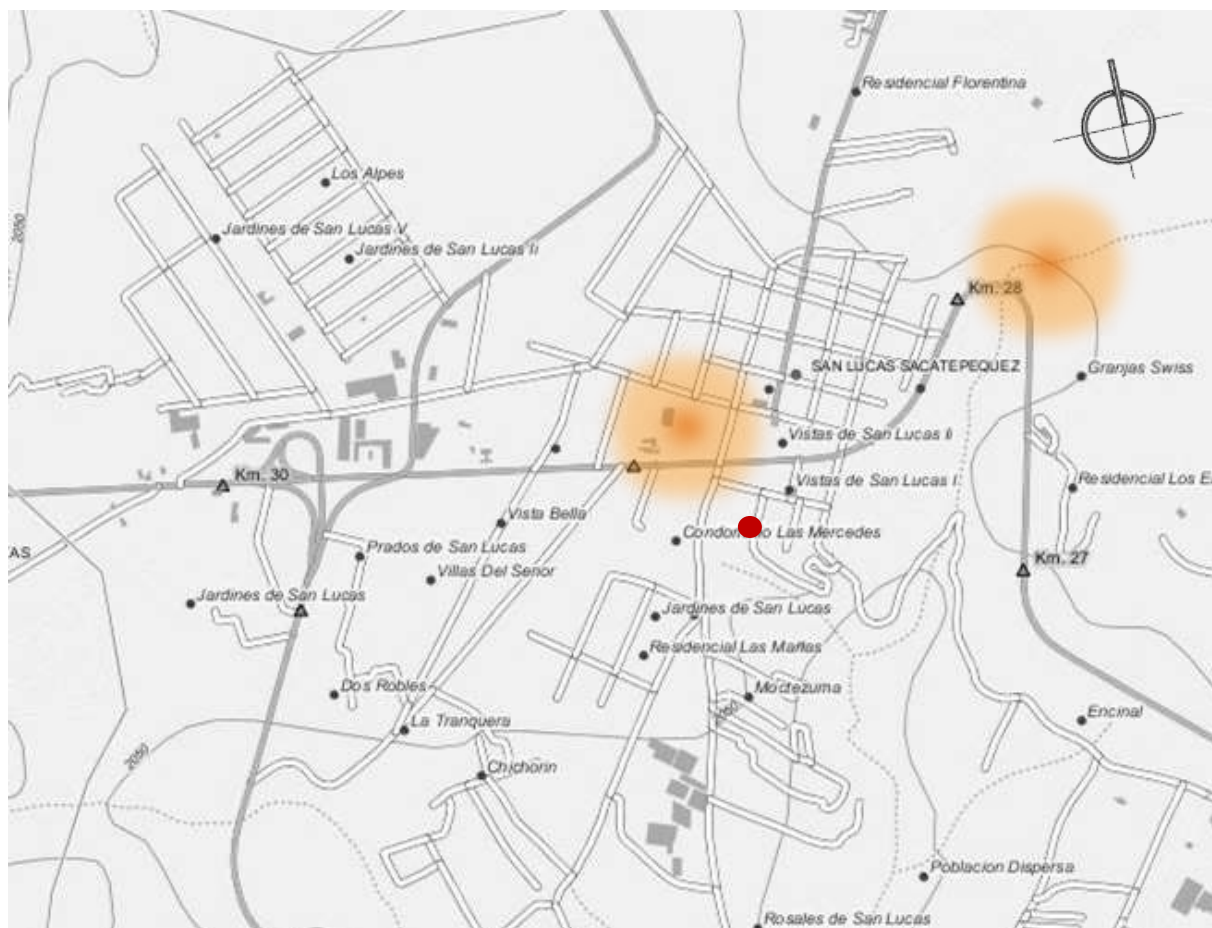 Residencial Florentina
Los Alpes
Jardines de San Lucas V
Jardines de San Lucas Ii
2050
Km. 28
SAN LUCAS SACATEPEQUEZ
Granjas Swiss
Vistas de San Lucas Ii
Km. 30
Vistas de San Lucas I
Residencial Los E
Vista Bella
Las Mercedes
AS
Prados de San Lucas
Km. 27
Villas Del Senor
Jardines de San Lucas
Jardines de San Lucas
Residencial Las Marias
Dos Robles
Moctezuma
2050
La Tranquera
Encinal
2050
Chichorin
Poblacion Dispersa
Rosales de San Lucas